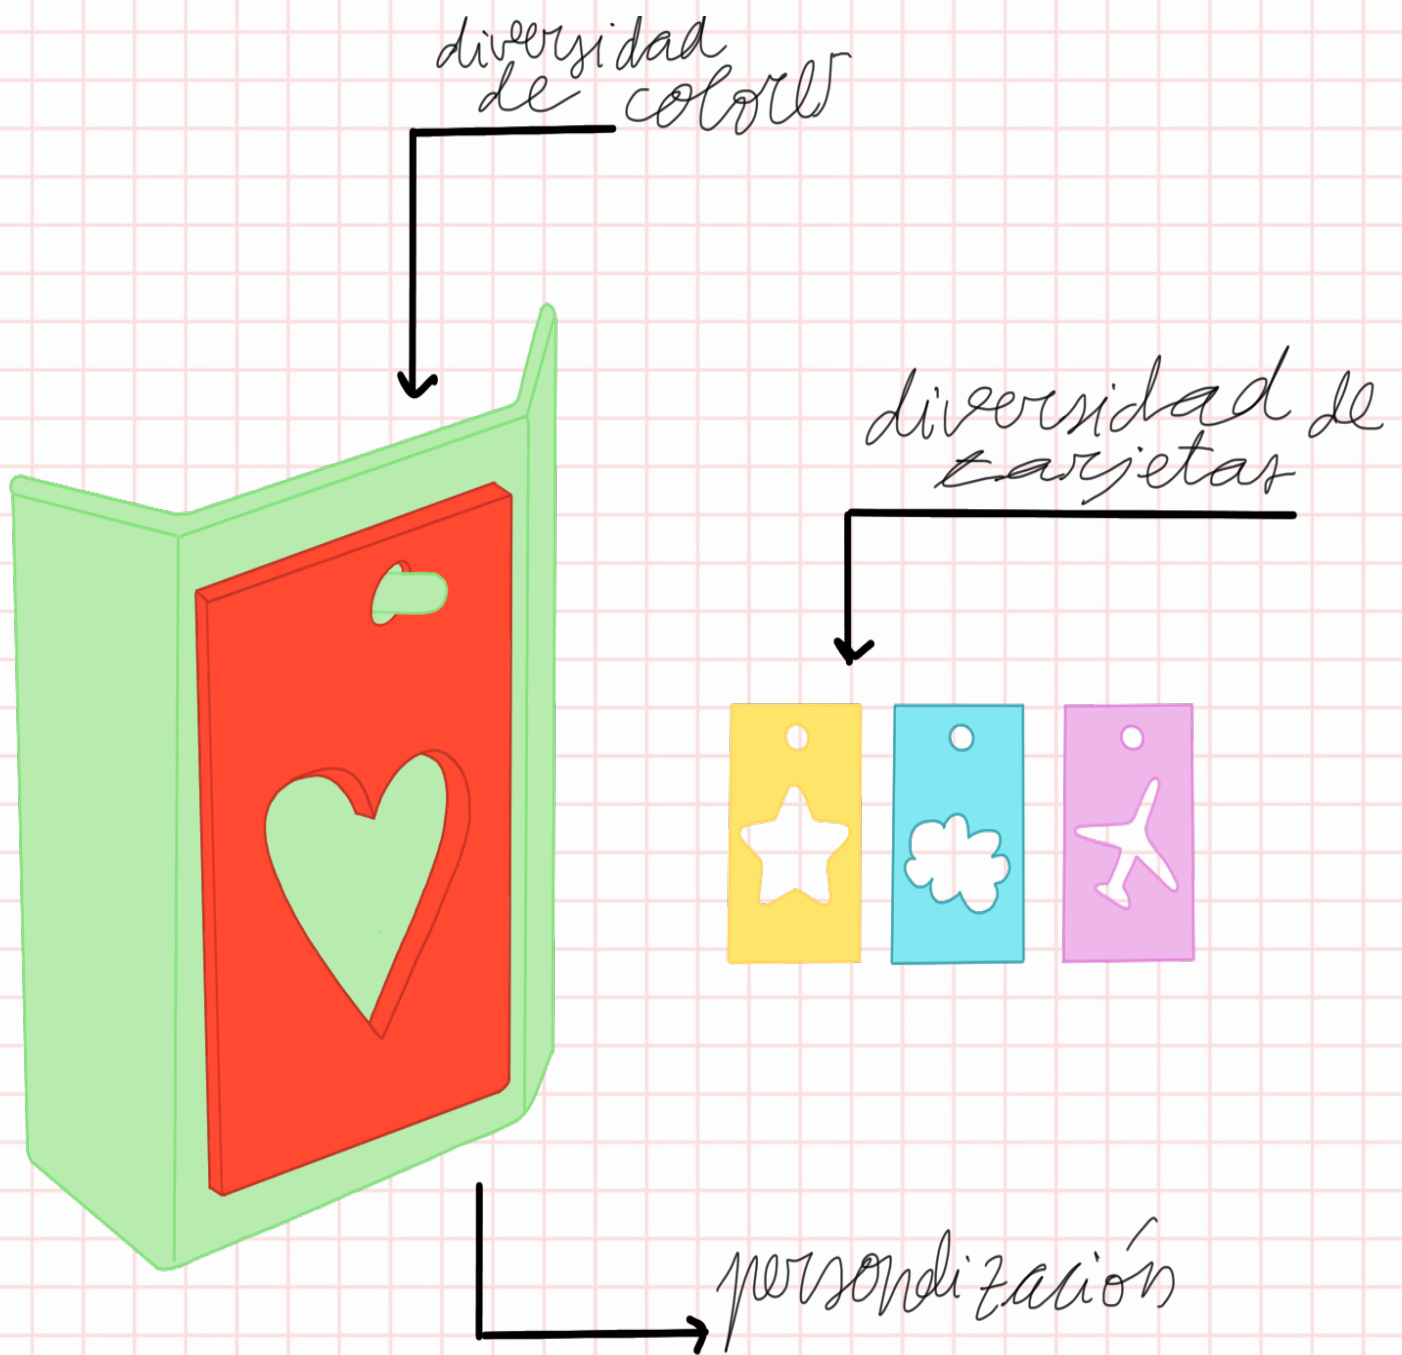 diversidad
de colores
diversidad de
tarjetas
personalización